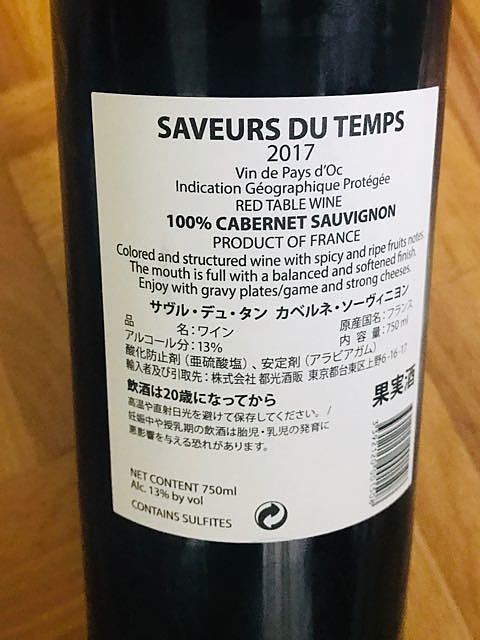 SAVEURS DU TEMPS
2017
Vin de Pays d'Oc
Indication Géographique Protégée
RED TABLE WINE
100% CABERNET SAUVIGNON
PRODUCT OF FRANCE
Colored and structured wine with spicy and ripe fruits notes.
The mouth is full with a balanced and softened finish.
Enjoy with gravy plates/game and strong cheeses.
サヴル・デュ・タン カベルネ・ソーヴィニヨン
品 名：ワイン 原産国名：フランス
アルコール分：13% 内容量：750 ml
酸化防止剤（亜硫酸塩）、安定剤（アラビアガム）
輸入者及び引取先：株式会社 都光酒販 東京都台東区上野6-16-17
飲酒は20歳になってから 果実酒
高温や直射日光を避けて保存してください。/
妊娠中や授乳期の飲酒は胎児・乳児の発育に
悪影響を与える恐れがあります。
NET CONTENT 750ml
Alc. 13% by vol
CONTAINS SULFITES